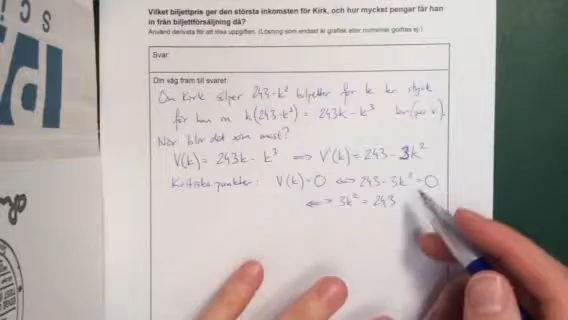 Vilket biljettpris ger den största inkomsten för Kirk, och hur mycket pengar får han
in från biljettförsäljning då?
Använd derivata för att lösa uppgiften. (Lösning som endast är grafisk eller numerisk godtas ej.)
Svar
Din väg fram till svaret:
Om Kirk säljer 243-k² biljetter för k kr styck
får han in k(243-k²) = 243k - k³ kr
När blir det som mest?
V(k) = 243k - k³ ⟹ V'(k) = 243 - 3k²
Kritiska punkter: V(k) = 0 ⟺ 243 - 3k² = 0
⟺ 3k² = 243